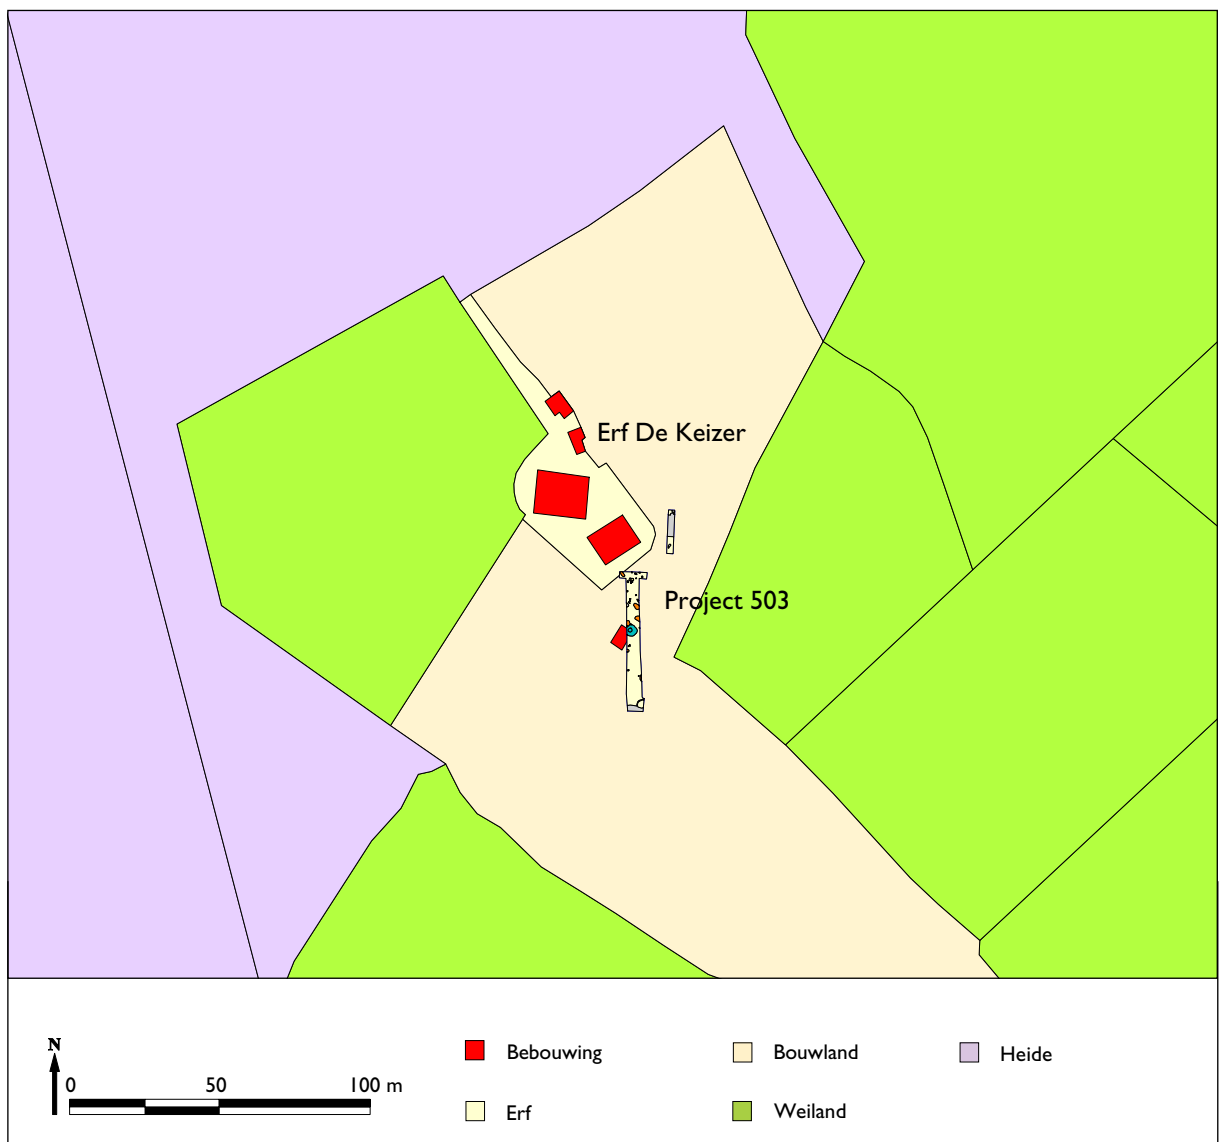 Erf De Keizer
Project 503
N
0 50 100 m
Bebouwing
Bouwland
Heide
Erf
Weiland